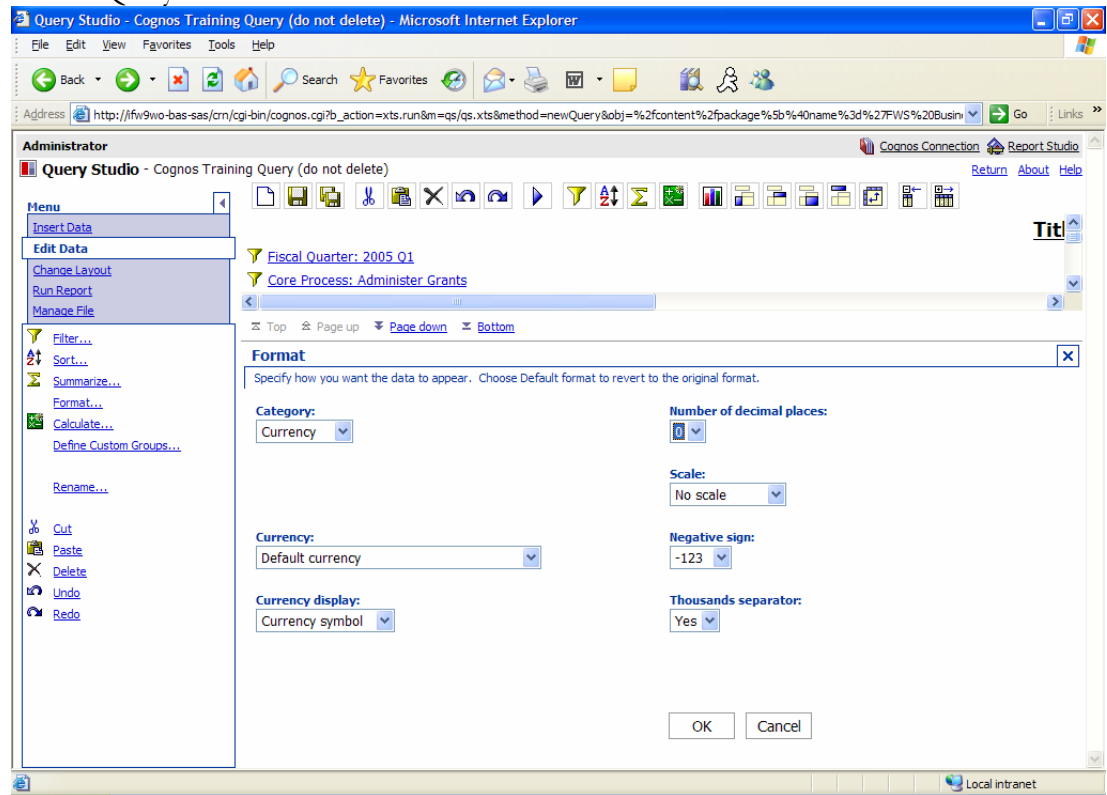 Query Studio - Cognos Training Query (do not delete) - Microsoft Internet Explorer
File Edit View Favorites Tools Help
Back Search Favorites
Address http://ifw9wo-bas-sas/crn/cgi-bin/cognos.cgi?b_action=xts.run&m=qs/qs.xts&method=newQuery&obj=%2fcontent%2fpackage%5b%40name%3d%27FWS%20Busin Go Links »
Administrator Cognos Connection Report Studio
Query Studio - Cognos Training Query (do not delete) Return About Help
Menu
Insert Data
Edit Data
Change Layout
Run Report
Manage File
Filter...
Sort...
Summarize...
Format...
Calculate...
Define Custom Groups...
Rename...
Cut
Paste
Delete
Undo
Redo
Titl
Fiscal Quarter: 2005 Q1
Core Process: Administer Grants
Top Page up Page down Bottom
Format
Specify how you want the data to appear. Choose Default format to revert to the original format.
Category: Number of decimal places:
Currency 0
Scale:
No scale
Currency: Negative sign:
Default currency -123
Currency display: Thousands separator:
Currency symbol Yes
OK Cancel
Local intranet